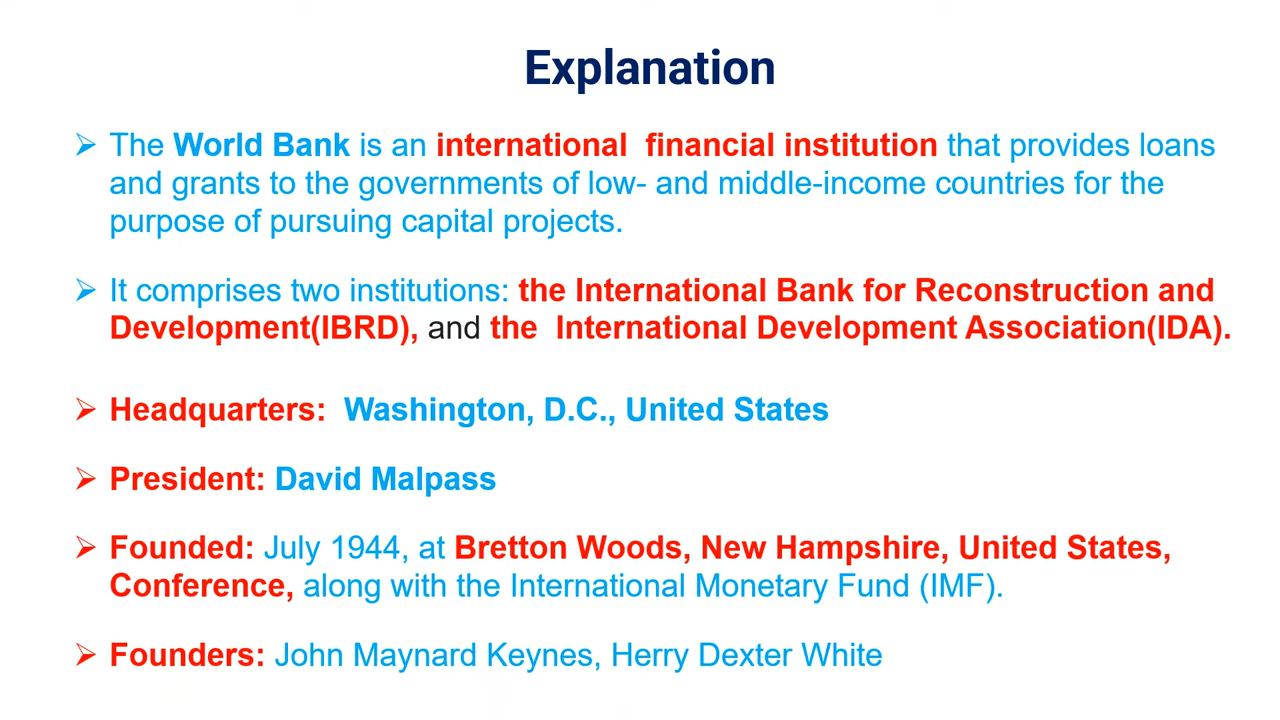 Explanation
➢ The World Bank is an international financial institution that provides loans
and grants to the governments of low- and middle-income countries for the
purpose of pursuing capital projects.
➢ It comprises two institutions: the International Bank for Reconstruction and
Development(IBRD), and the International Development Association(IDA).
➢ Headquarters: Washington, D.C., United States
➢ President: David Malpass
➢ Founded: July 1944, at Bretton Woods, New Hampshire, United States,
Conference, along with the International Monetary Fund (IMF).
➢ Founders: John Maynard Keynes, Herry Dexter White